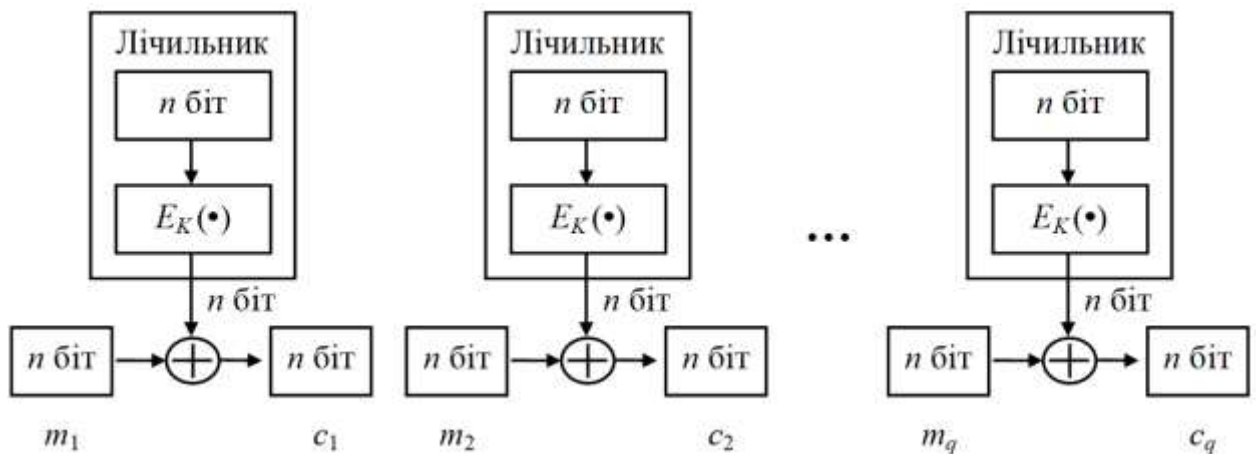 Лічильник Лічильник Лічильник
n біт n біт n біт
E_K(•) E_K(•) ... E_K(•)
n біт n біт n біт
n біт n біт n біт n біт n біт n біт
m_1 c_1 m_2 c_2 m_q c_q